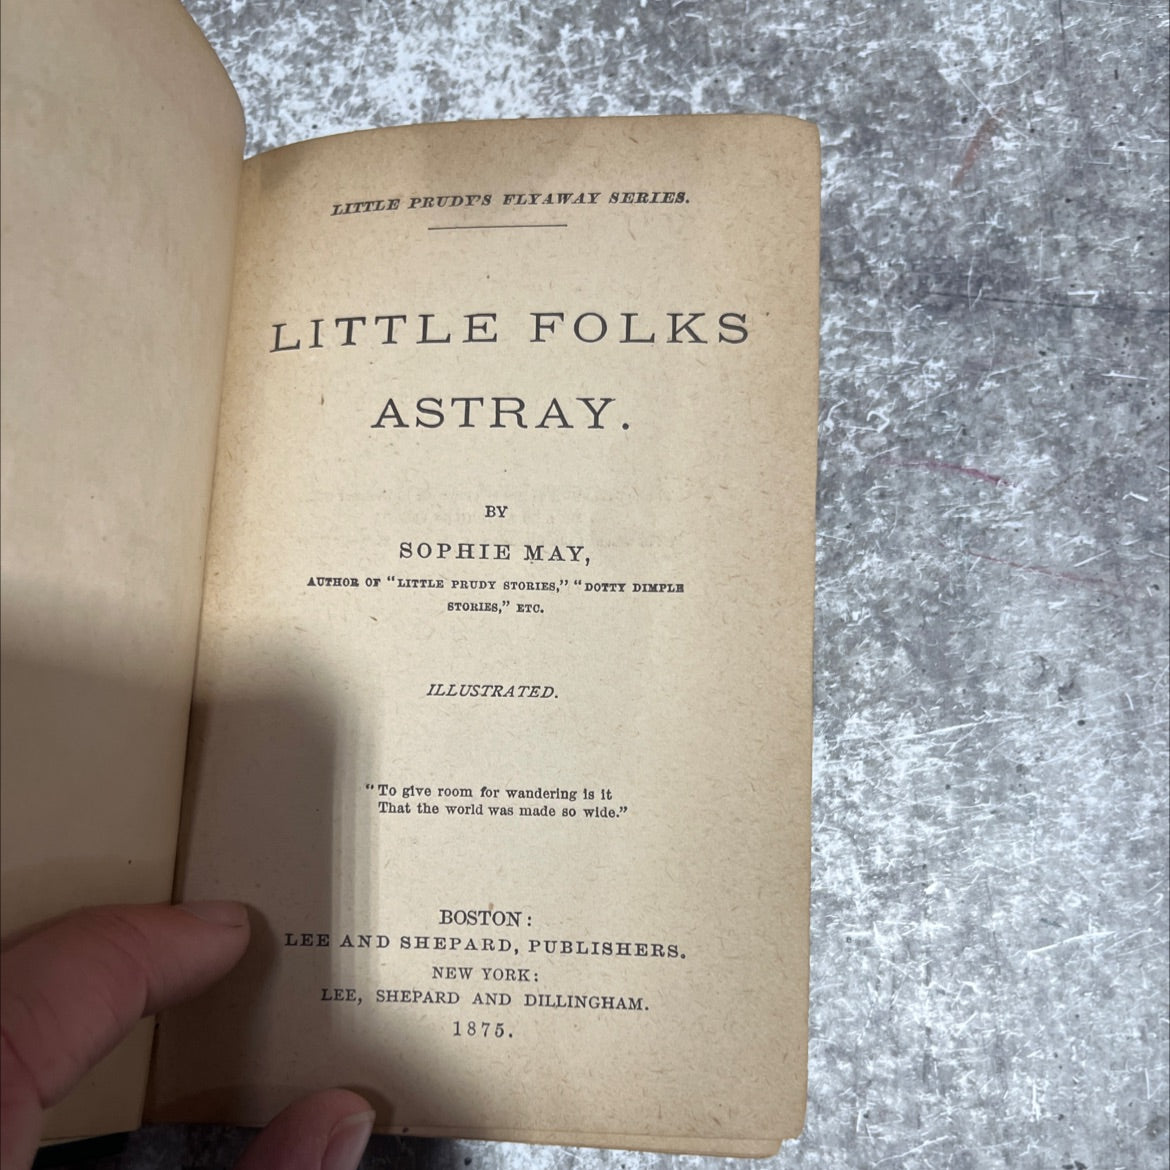 LITTLE PRUDY'S FLYAWAY SERIES.
LITTLE FOLKS
ASTRAY.
BY
SOPHIE MAY,
AUTHOR OF "LITTLE PRUDY STORIES," "DOTTY DIMPLE
STORIES," ETC.
ILLUSTRATED.
"To give room for wandering is it
That the world was made so wide."
BOSTON:
LEE AND SHEPARD, PUBLISHERS.
NEW YORK:
LEE, SHEPARD AND DILLINGHAM.
1875.